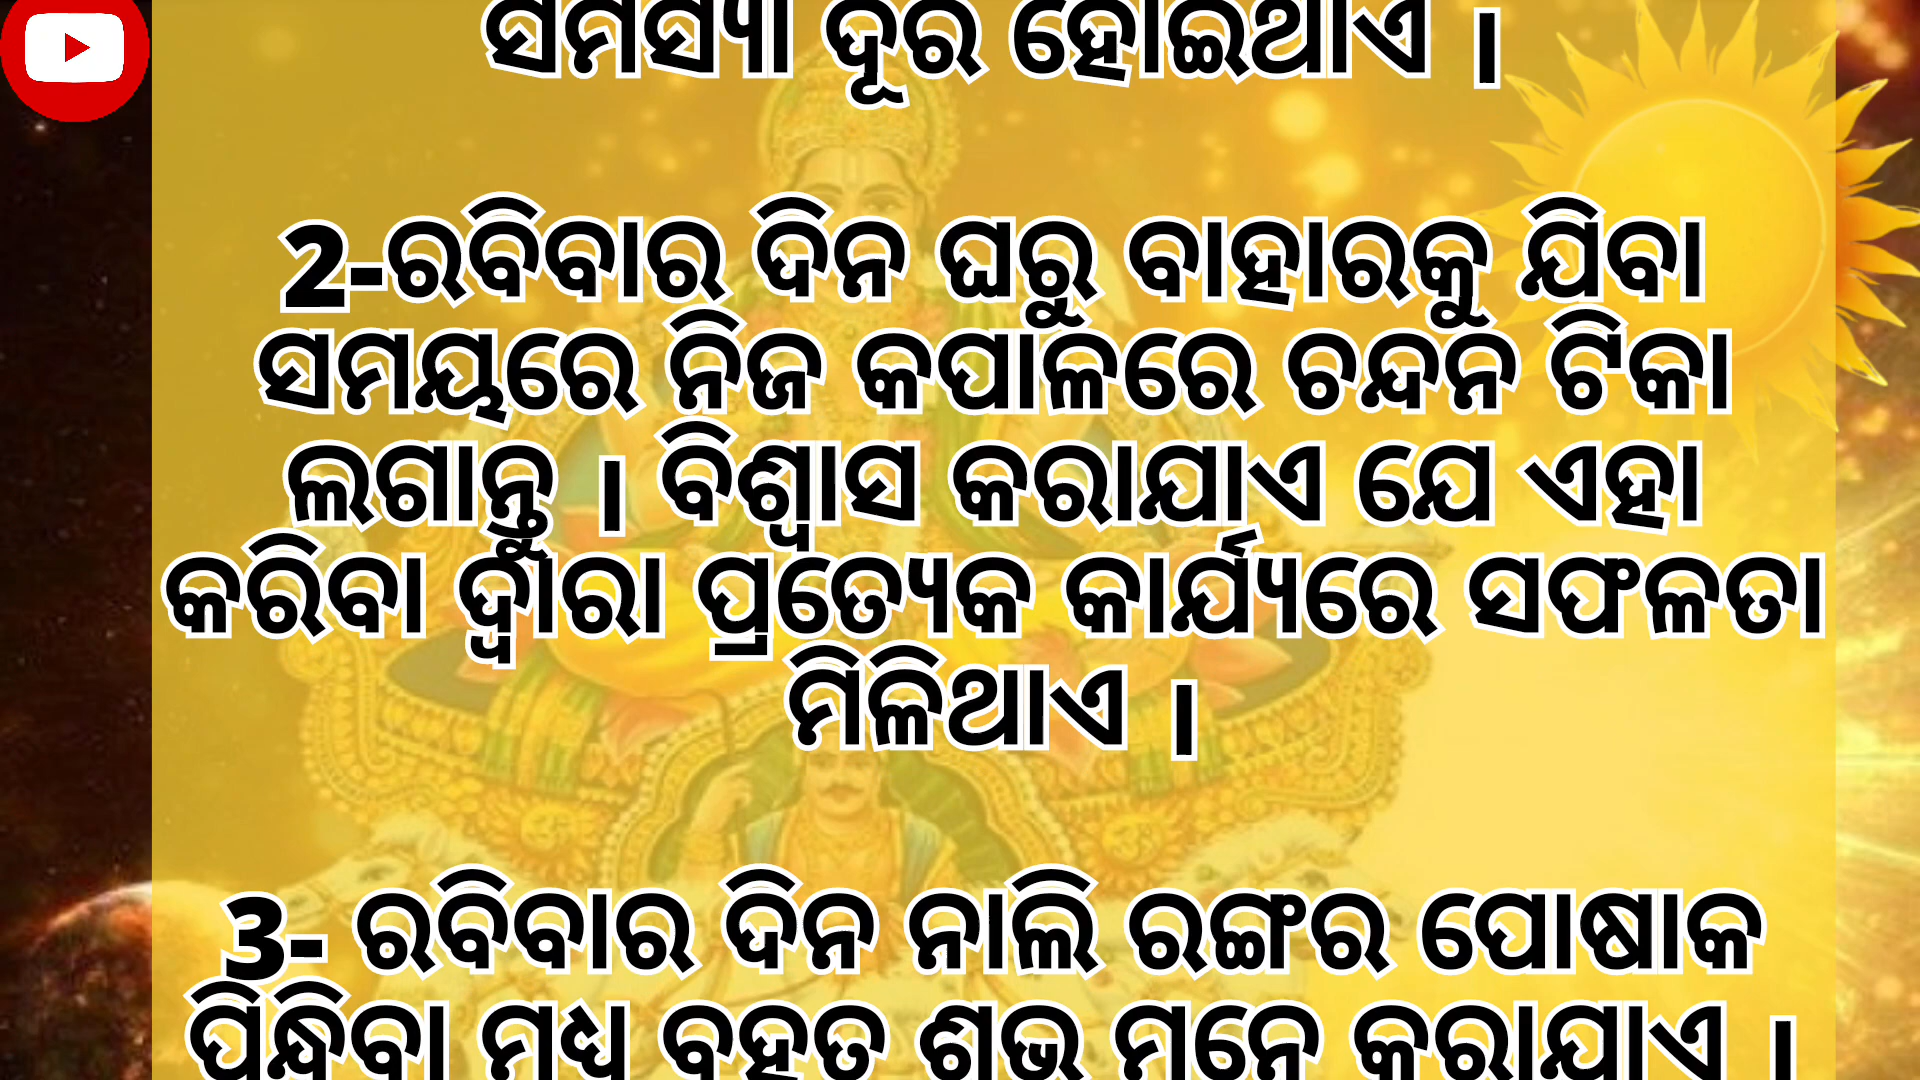 ସମସ୍ୟା ଦୂର ହୋଇଥାଏ ।
2-ରବିବାର ଦିନ ଘରୁ ବାହାରକୁ ଯିବା
ସମୟରେ ନିଜ କପାଳରେ ଚନ୍ଦନ ଟିକା
ଲଗାନ୍ତୁ । ବିଶ୍ୱାସ କରାଯାଏ ଯେ ଏହା
କରିବା ଦ୍ୱାରା ପ୍ରତ୍ୟେକ କାର୍ଯ୍ୟରେ ସଫଳତା
ମିଳିଥାଏ ।
3- ରବିବାର ଦିନ ନାଲି ରଙ୍ଗର ପୋଷାକ
ପିନ୍ଧିବା ମଧ୍ୟ ବହୁତ ଶୁଭ ମନେ କରାଯାଏ ।